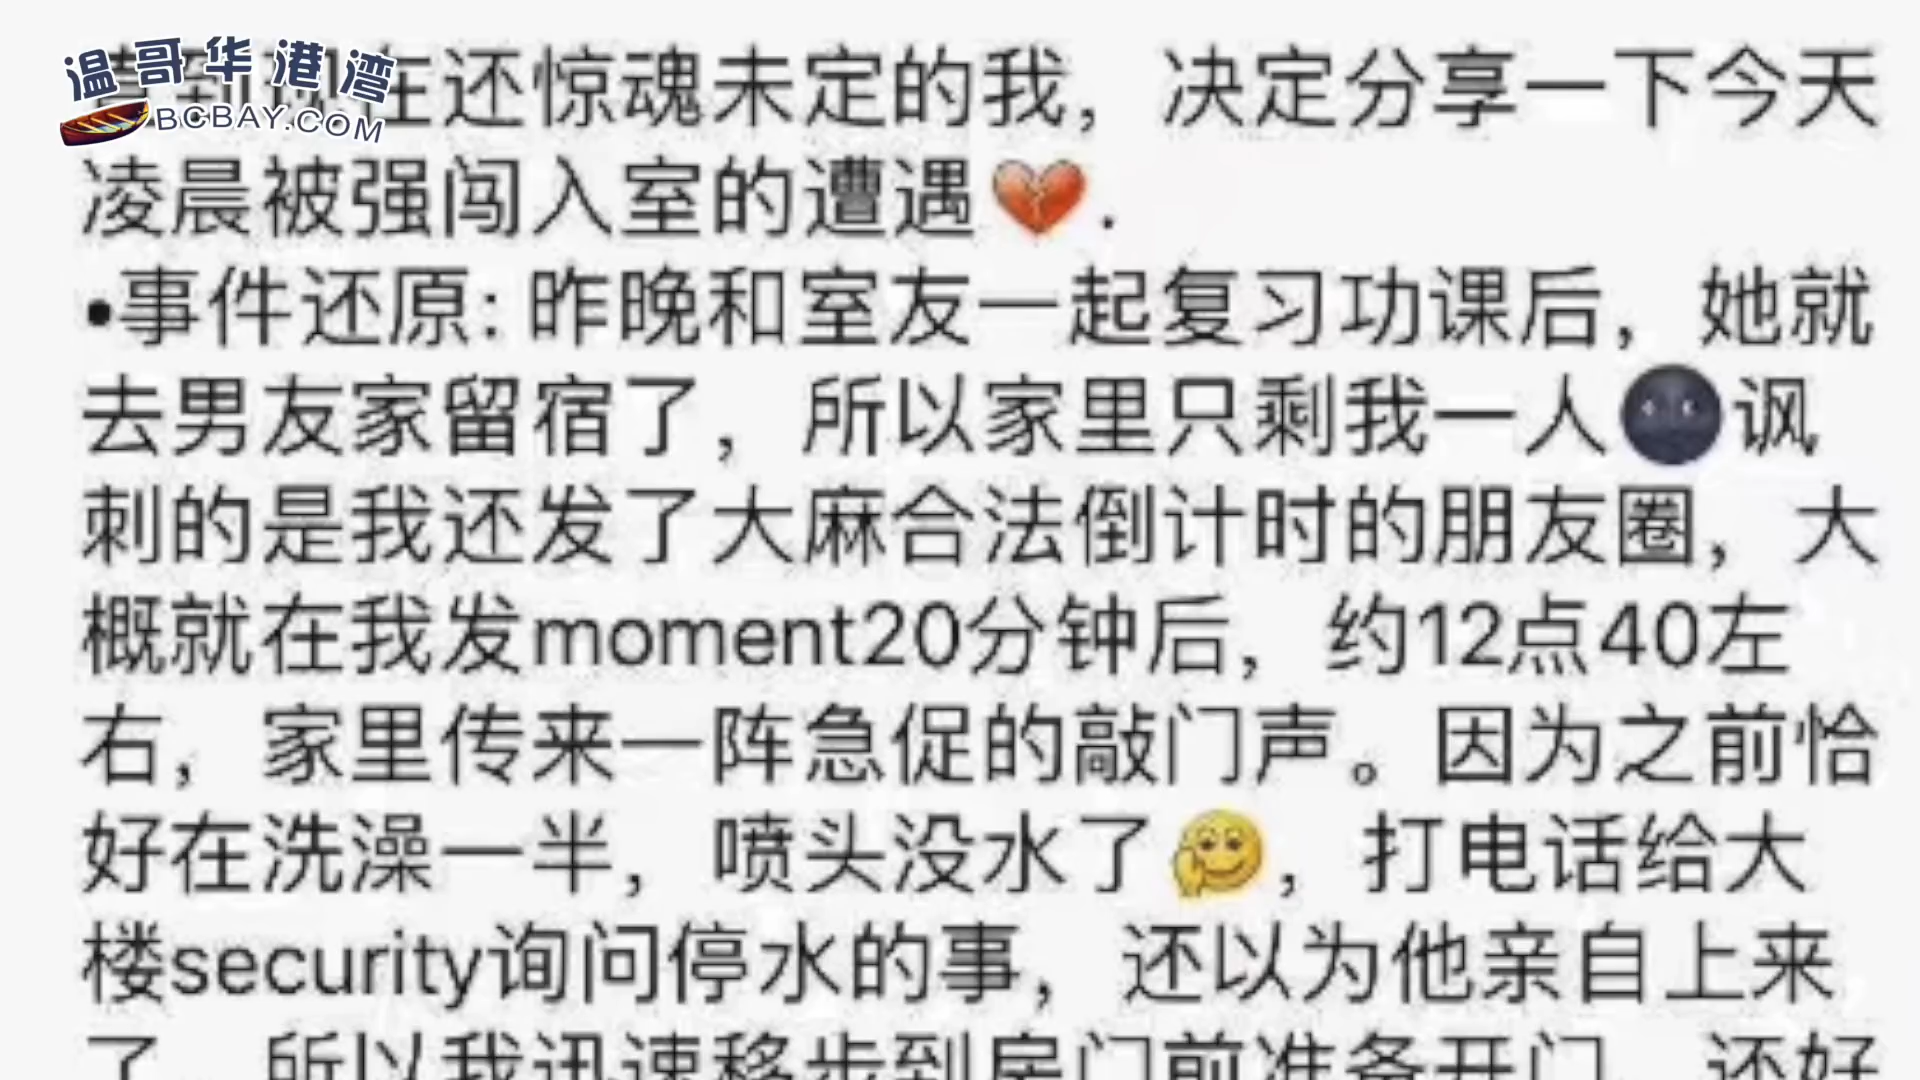 温哥华港湾
BCBAY.COM
在还惊魂未定的我，决定分享一下今天
凌晨被强闯入室的遭遇💔.
•事件还原: 昨晚和室友一起复习功课后，她就
去男友家留宿了，所以家里只剩我一人🌚讽
刺的是我还发了大麻合法倒计时的朋友圈，大
概就在我发moment20分钟后，约12点40左
右，家里传来一阵急促的敲门声。因为之前恰
好在洗澡一半，喷头没水了，打电话给大
楼security询问停水的事，还以为他亲自上来
了，所以我迅速移步到房门前准备开门，还好